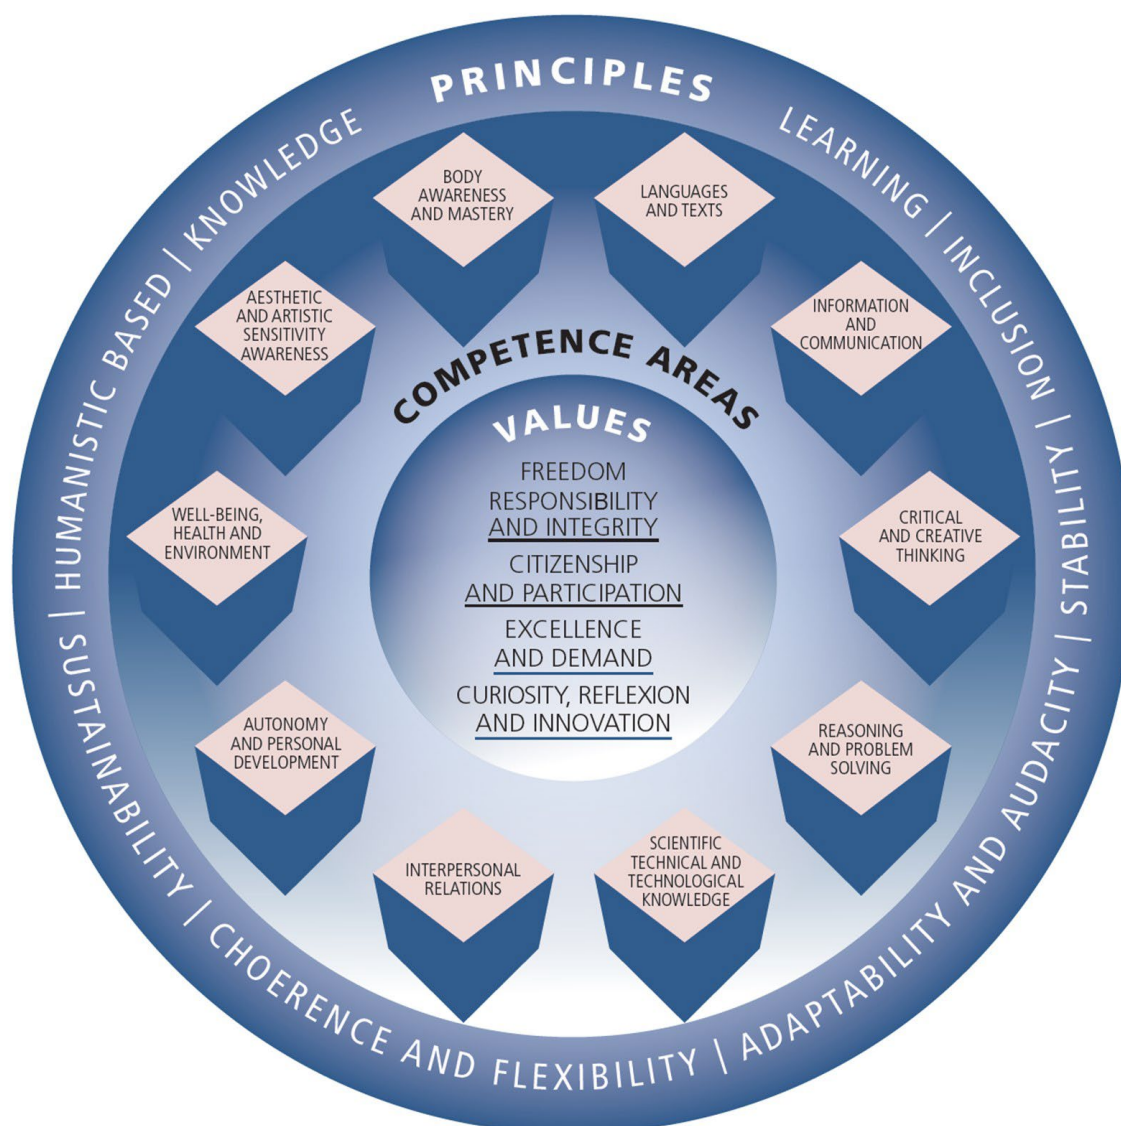 PRINCIPLES
LEARNING | INCLUSION | STABILITY | ADAPTABILITY AND AUDACITY | CHOERENCE AND FLEXIBILITY | SUSTAINABILITY | HUMANISTIC BASED | KNOWLEDGE
BODY
AWARENESS
AND MASTERY
LANGUAGES
AND TEXTS
INFORMATION
AND
COMMUNICATION
CRITICAL
AND CREATIVE
THINKING
REASONING
AND PROBLEM
SOLVING
SCIENTIFIC
TECHNICAL AND
TECHNOLOGICAL
KNOWLEDGE
INTERPERSONAL
RELATIONS
AUTONOMY
AND PERSONAL
DEVELOPMENT
WELL-BEING,
HEALTH AND
ENVIRONMENT
AESTHETIC
AND ARTISTIC
SENSITIVITY
AWARENESS
COMPETENCE AREAS
VALUES
FREEDOM
RESPONSIBILITY
AND INTEGRITY
CITIZENSHIP
AND PARTICIPATION
EXCELLENCE
AND DEMAND
CURIOSITY, REFLEXION
AND INNOVATION